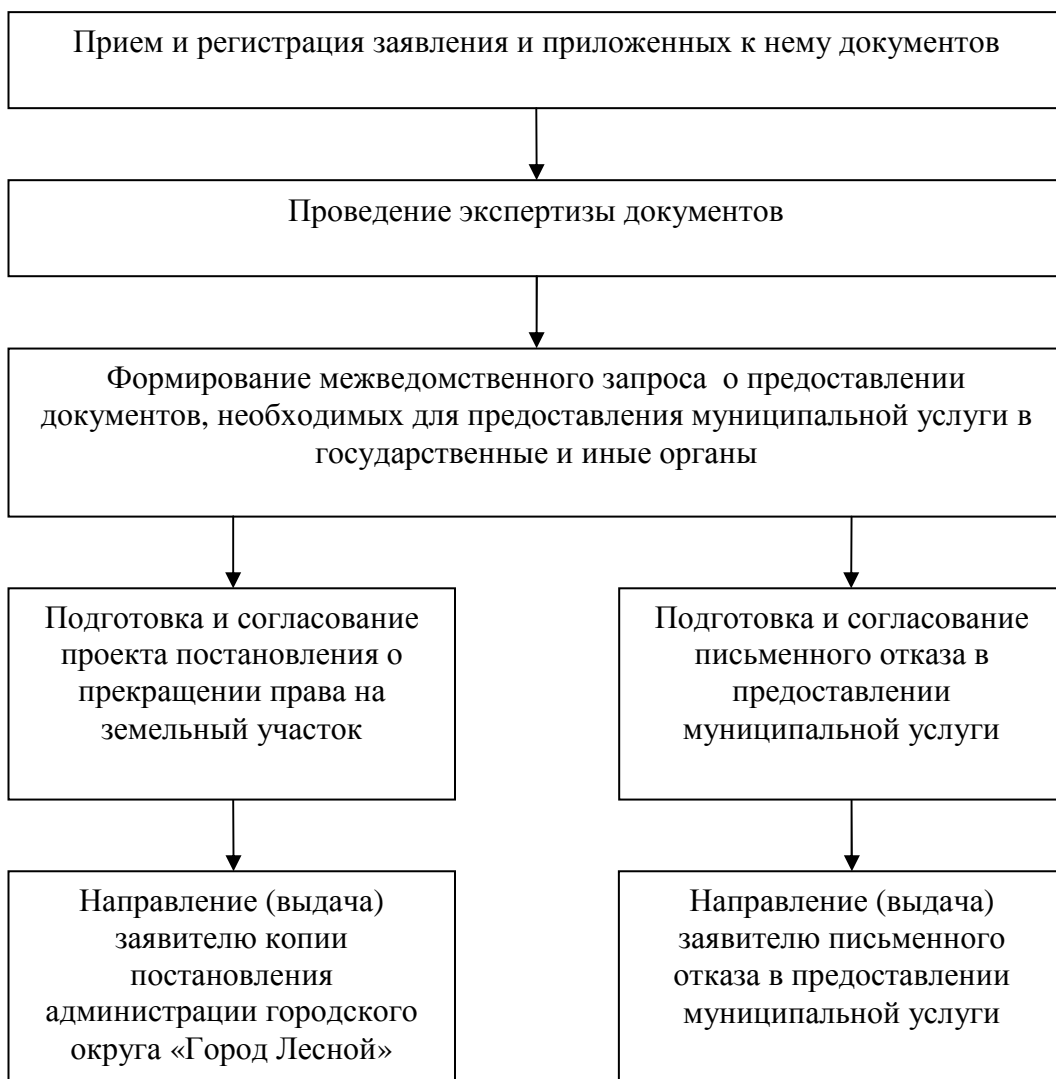 Прием и регистрация заявления и приложенных к нему документов
Проведение экспертизы документов
Формирование межведомственного запроса о предоставлении
документов, необходимых для предоставления муниципальной услуги в
государственные и иные органы
Подготовка и согласование
проекта постановления о
прекращении права на
земельный участок
Подготовка и согласование
письменного отказа в
предоставлении
муниципальной услуги
Направление (выдача)
заявителю копии
постановления
администрации городского
округа «Город Лесной»
Направление (выдача)
заявителю письменного
отказа в предоставлении
муниципальной услуги